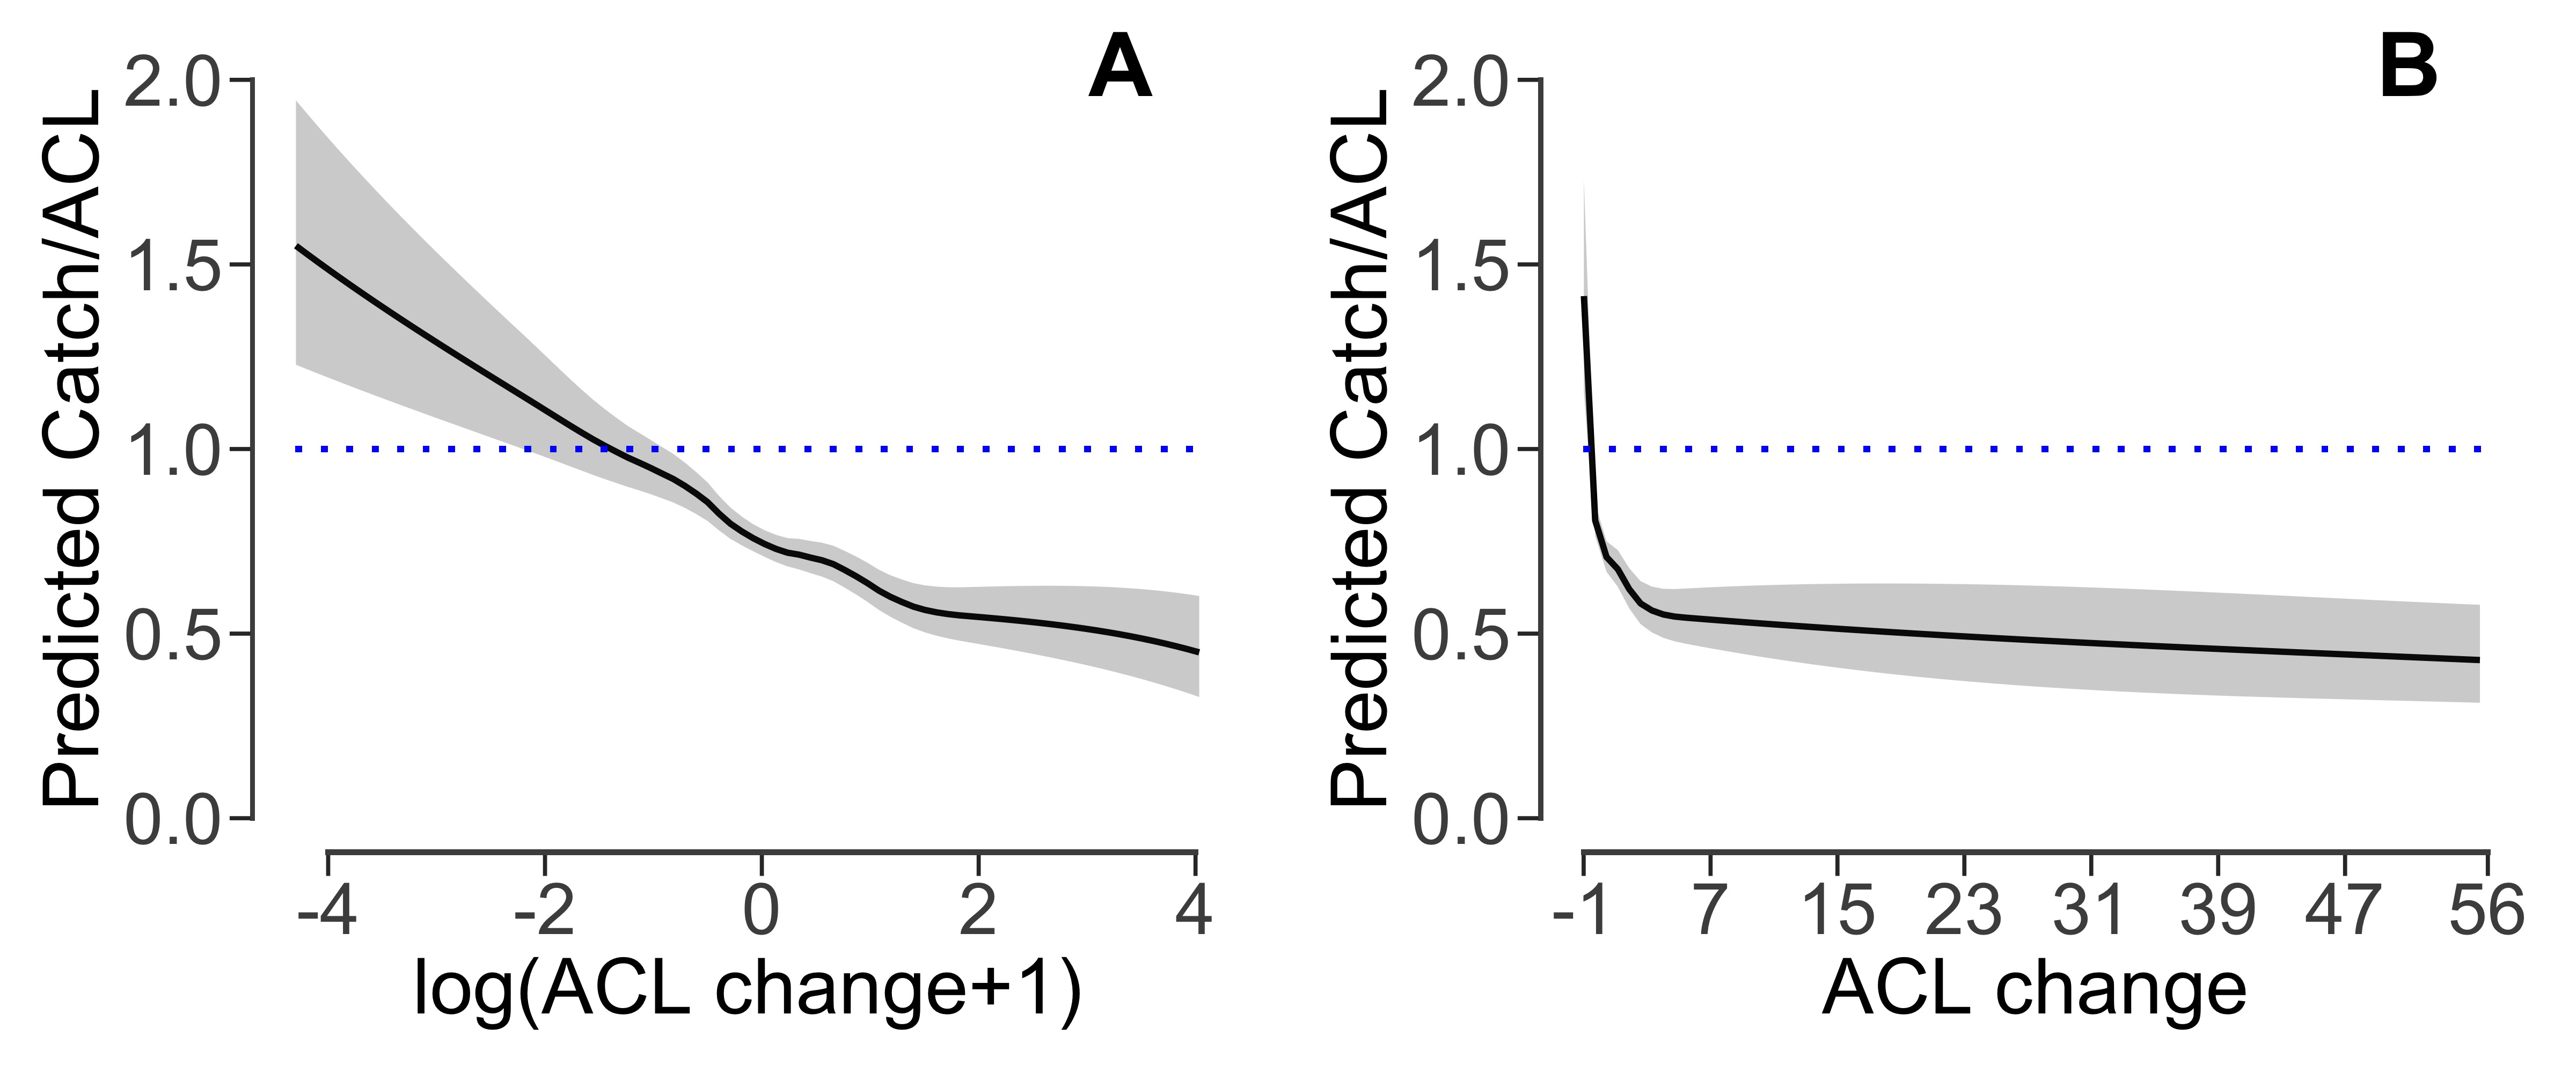 A
Predicted Catch/ACL
2.0
1.5
1.0
0.5
0.0
-4 -2 0 2 4
log(ACL change+1)
B
Predicted Catch/ACL
2.0
1.5
1.0
0.5
0.0
-1 7 15 23 31 39 47 56
ACL change